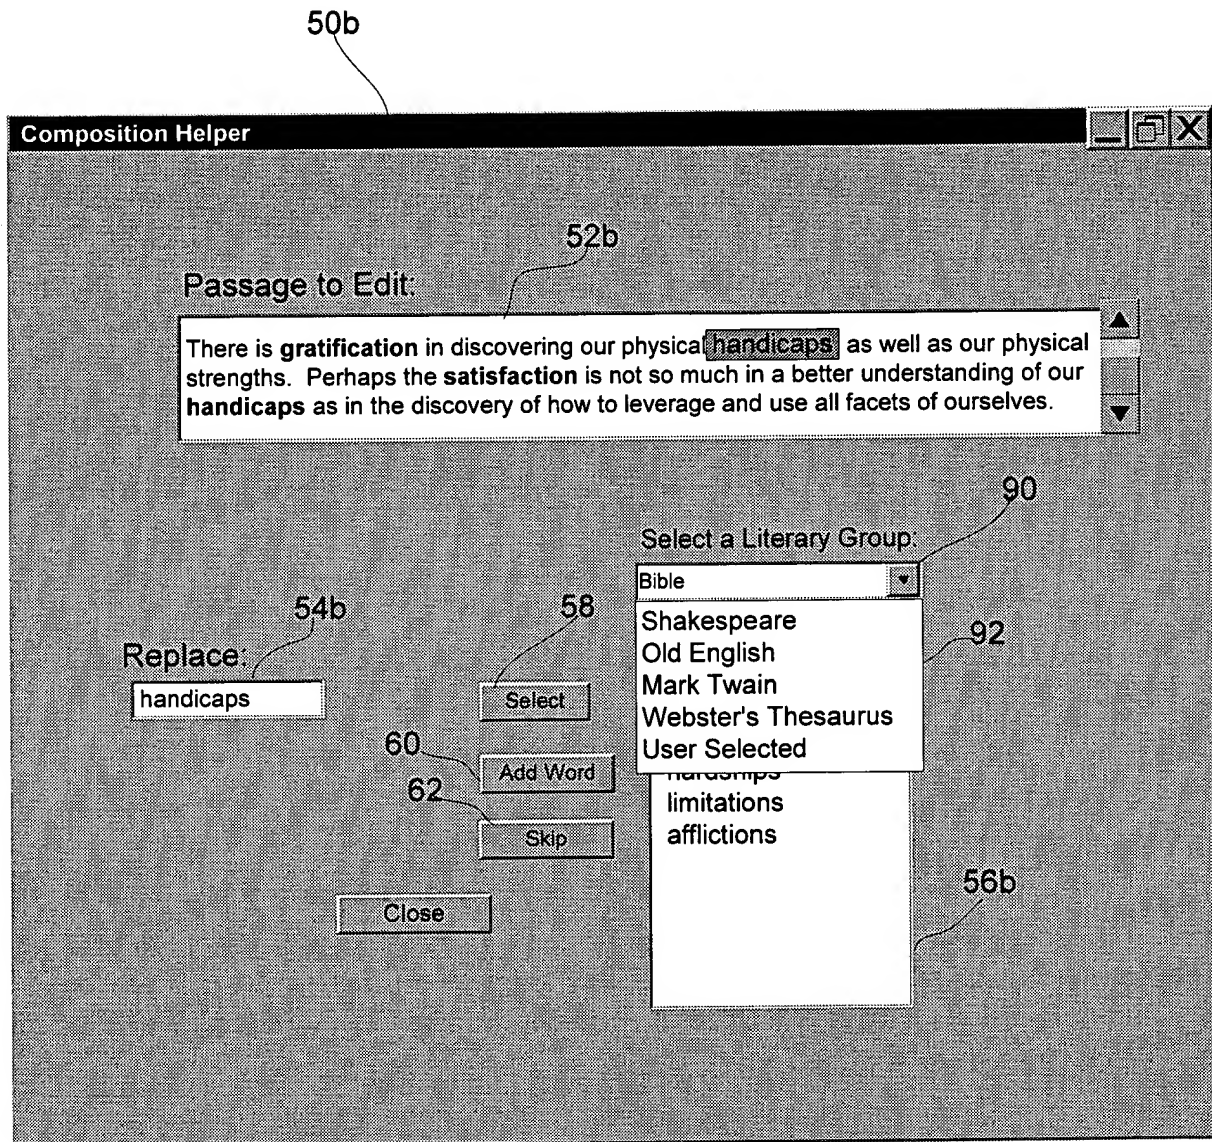 50b
Composition Helper
52b
Passage to Edit:
There is gratification in discovering our physical handicaps as well as our physical
strengths. Perhaps the satisfaction is not so much in a better understanding of our
handicaps as in the discovery of how to leverage and use all facets of ourselves.
90
Select a Literary Group:
Bible
54b
58
Shakespeare
92
Replace:
Old English
handicaps
Select
Mark Twain
Webster's Thesaurus
60
User Selected
Add Word
hardships
62
limitations
Skip
afflictions
56b
Close